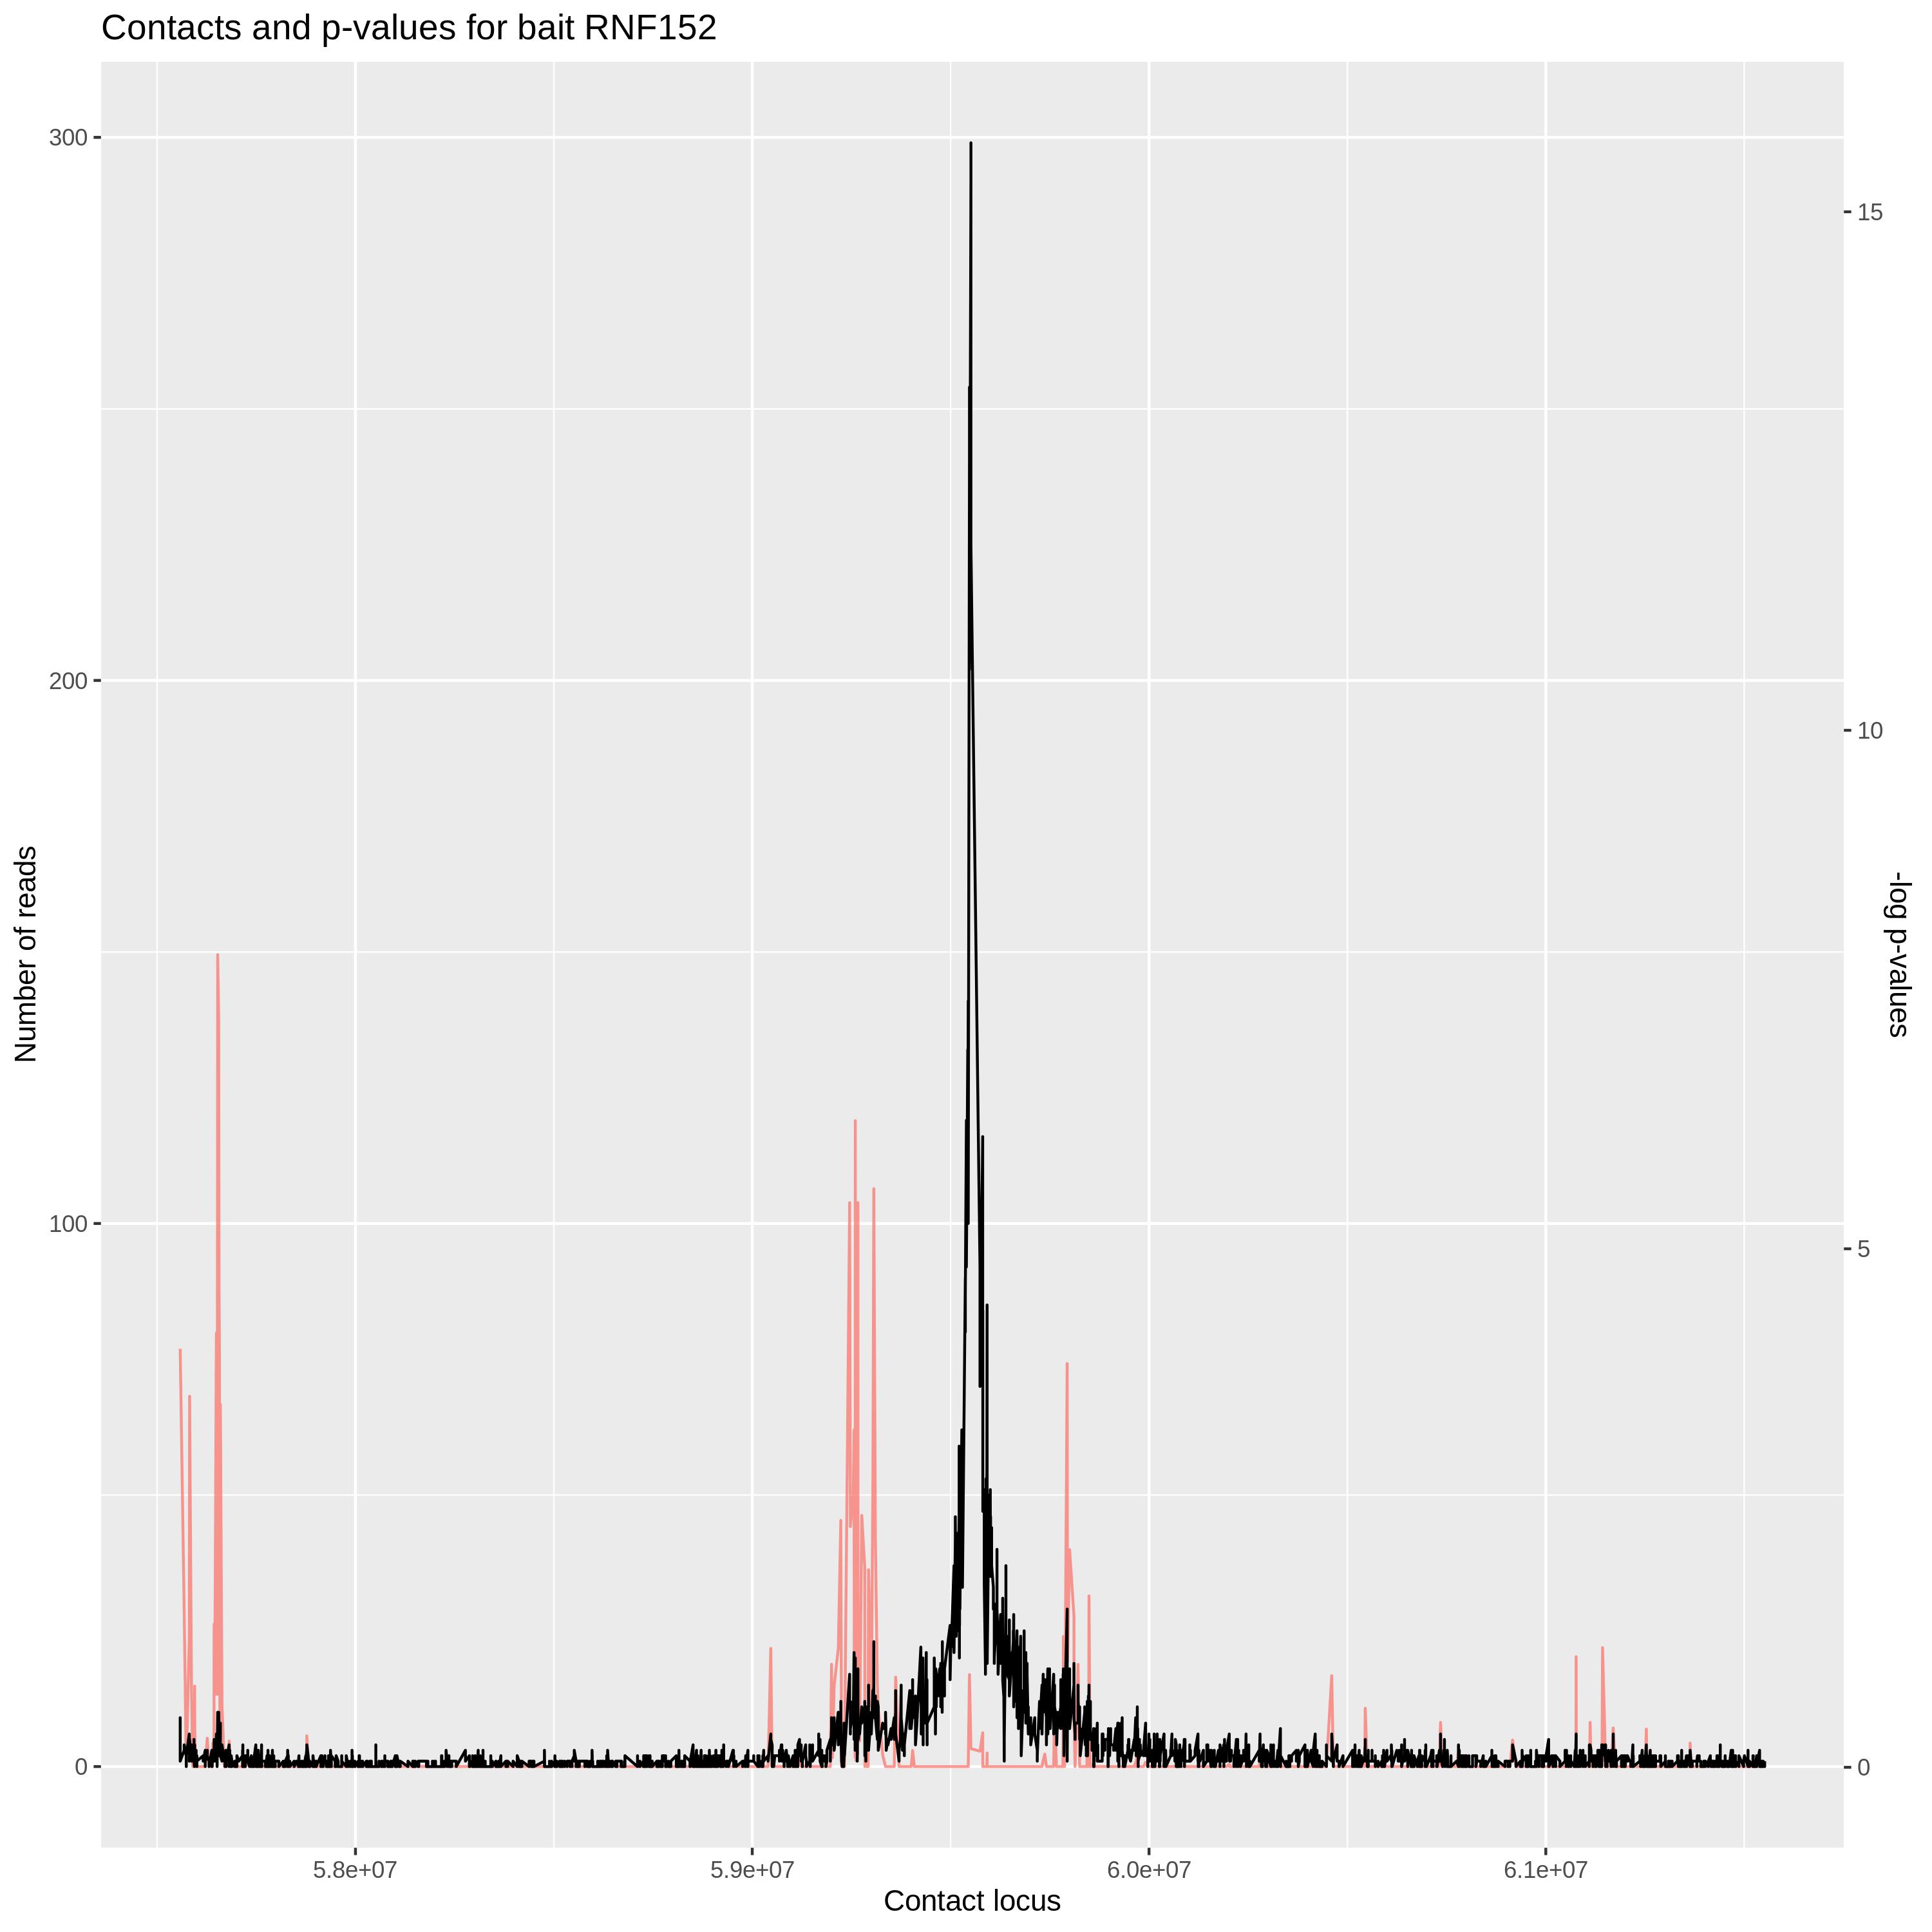 Contacts and p-values for bait RNF152
300
200
100
0
Number of reads
15
10
5
0
-log p-values
5.8e+07
5.9e+07
6.0e+07
6.1e+07
Contact locus